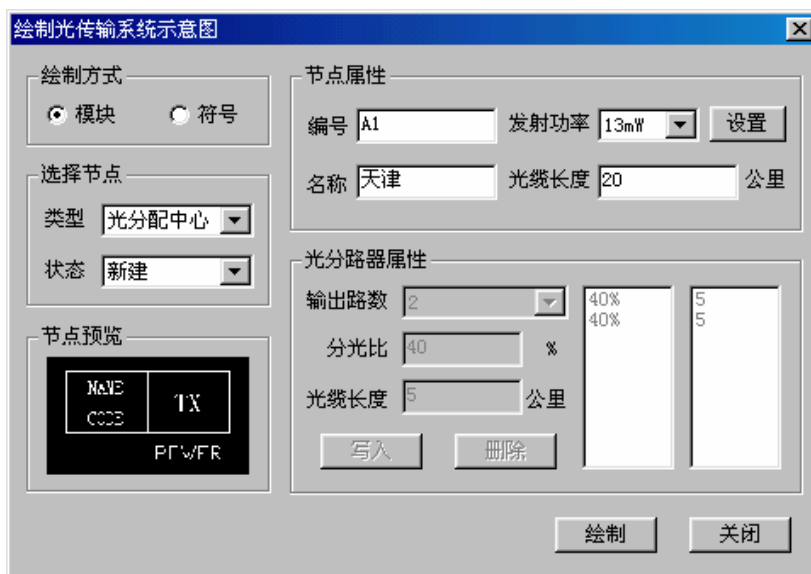 绘制光传输系统示意图
绘制方式
模块 符号
选择节点
类型 光分配中心
状态 新建
节点预览
NAME
CODE
TX
POWER
节点属性
编号 A1 发射功率 13mW 设置
名称 天津 光缆长度 20 公里
光分路器属性
输出路数 2
分光比 40 %
光缆长度 5 公里
写入 删除
40% 5
40% 5
绘制 关闭